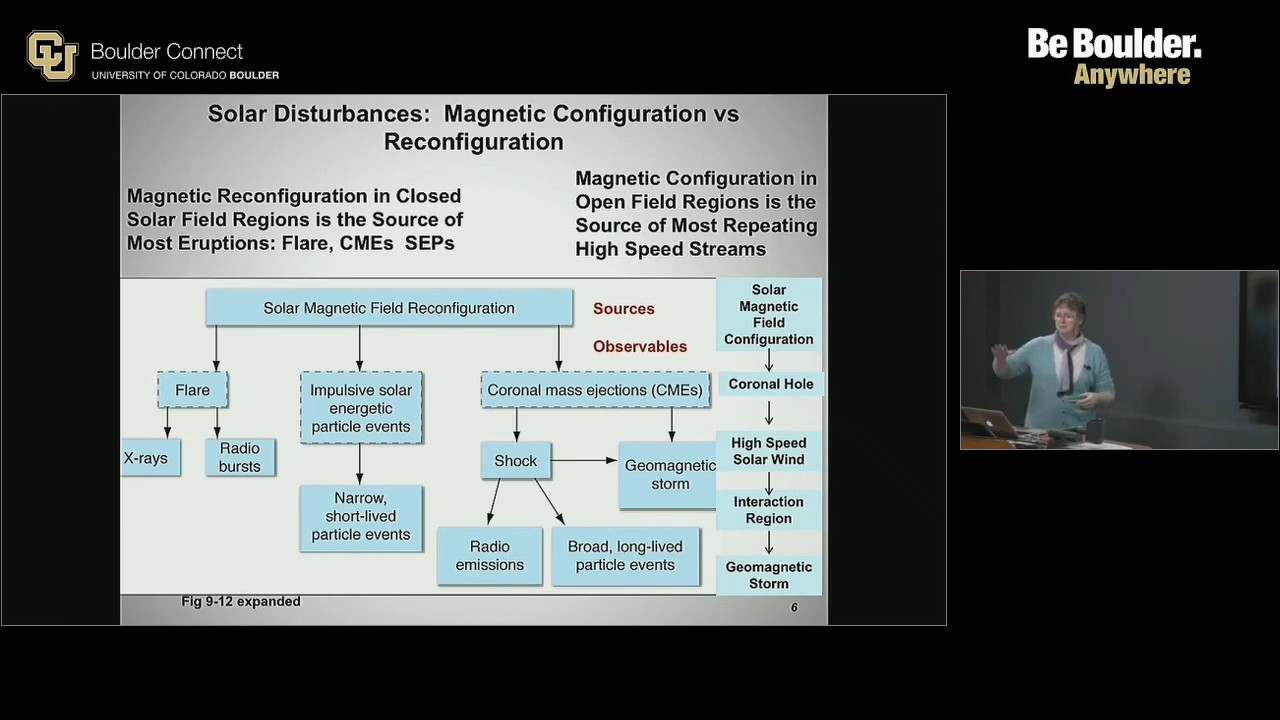 CU
Boulder Connect
UNIVERSITY OF COLORADO BOULDER
Be Boulder.
Anywhere
Solar Disturbances: Magnetic Configuration vs
Reconfiguration
Magnetic Reconfiguration in Closed
Solar Field Regions is the Source of
Most Eruptions: Flare, CMEs SEPs
Magnetic Configuration in
Open Field Regions is the
Source of Most Repeating
High Speed Streams
Solar Magnetic Field Reconfiguration
Sources
Observables
Flare
X-rays
Radio
bursts
Impulsive solar
energetic
particle events
Narrow,
short-lived
particle events
Coronal mass ejections (CMEs)
Shock
Geomagnetic
storm
Radio
emissions
Broad, long-lived
particle events
Solar
Magnetic
Field
Configuration
Coronal Hole
High Speed
Solar Wind
Interaction
Region
Geomagnetic
Storm
Fig 9-12 expanded
6